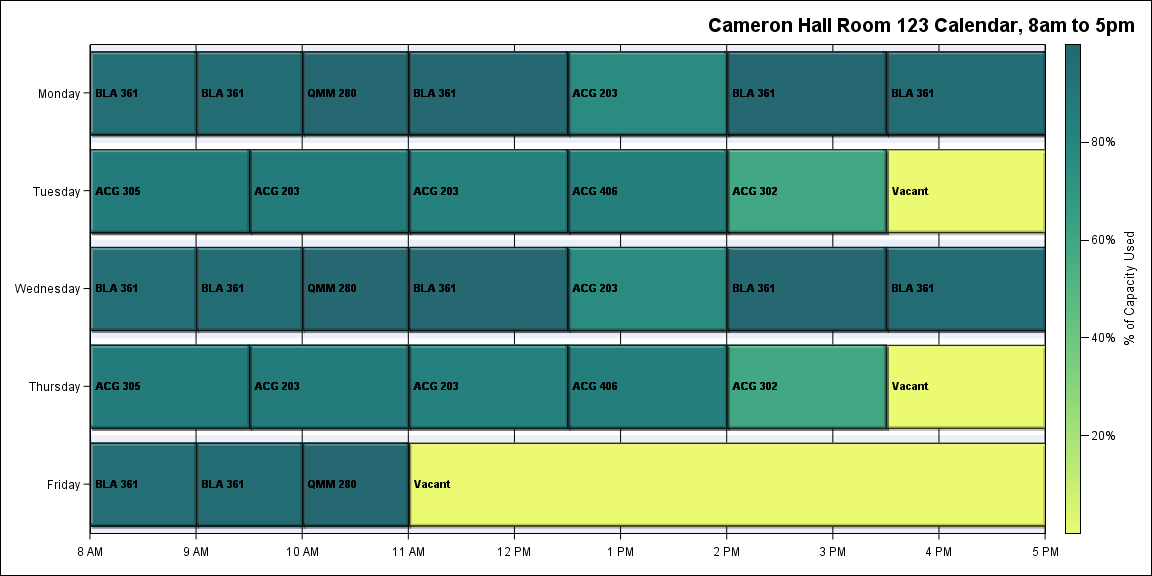 Cameron Hall Room 123 Calendar, 8am to 5pm
Monday
BLA 361
BLA 361
QMM 280
BLA 361
ACG 203
BLA 361
BLA 361
Tuesday
ACG 305
ACG 203
ACG 203
ACG 406
ACG 302
Vacant
Wednesday
BLA 361
BLA 361
QMM 280
BLA 361
ACG 203
BLA 361
BLA 361
Thursday
ACG 305
ACG 203
ACG 203
ACG 406
ACG 302
Vacant
Friday
BLA 361
BLA 361
QMM 280
Vacant
8 AM
9 AM
10 AM
11 AM
12 PM
1 PM
2 PM
3 PM
4 PM
5 PM
80%
60%
40%
20%
% of Capacity Used